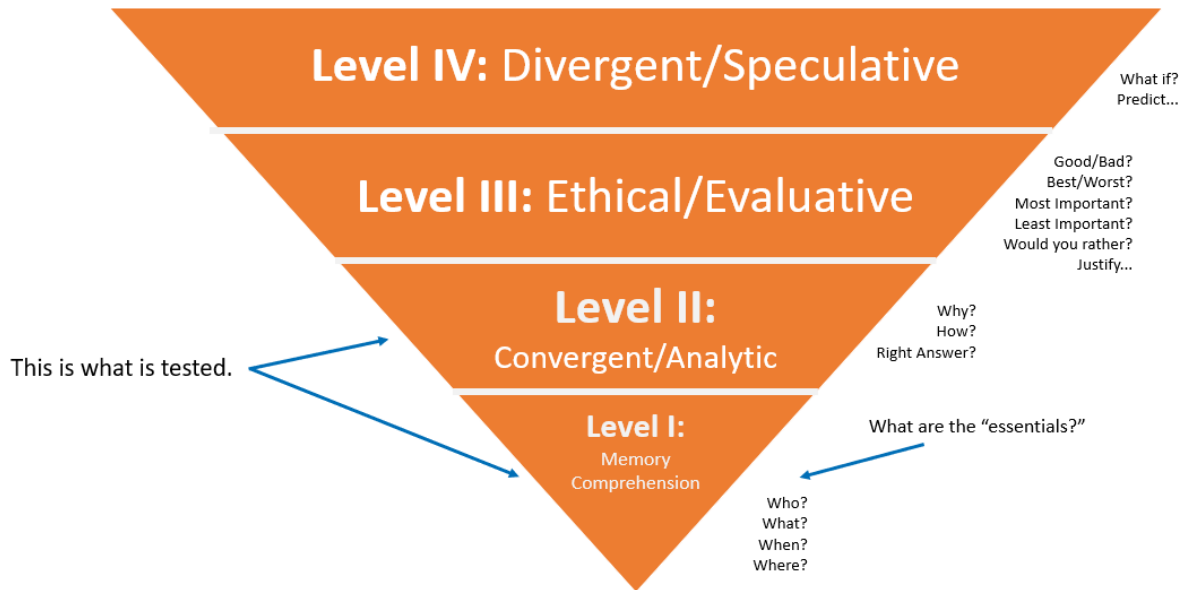 Level IV: Divergent/Speculative
What if?
Predict...
Level III: Ethical/Evaluative
Good/Bad?
Best/Worst?
Most Important?
Least Important?
Would you rather?
Justify...
Level II:
Convergent/Analytic
Why?
How?
Right Answer?
This is what is tested.
Level I:
Memory
Comprehension
What are the “essentials?”
Who?
What?
When?
Where?